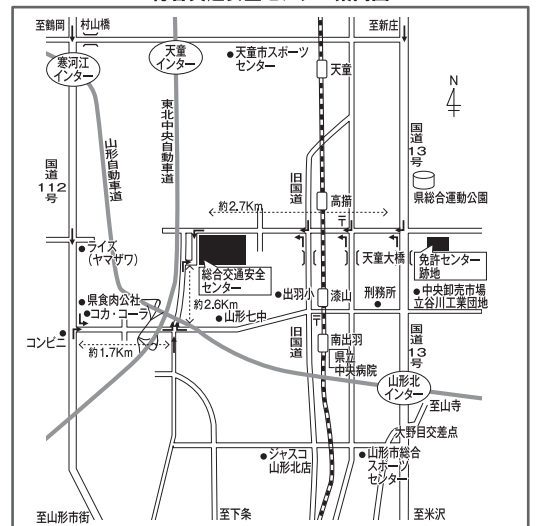 至鶴岡
村山橋
至新庄
天童
インター
天童市スポーツ
センター
寒河江
インター
天童
N
東北中央自動車道
山形自動車道
国道
112
号
国道
13
号
旧国道
高擶
県総合運動公園
約2.7Km
〒
ライズ
(ヤマザワ)
総合交通安全
センター
天童大橋
免許センター
跡地
県食肉公社
コカ・コーラ
約2.6Km
出羽小
漆山
刑務所
中央卸売市場
立谷川工業団地
山形七中
〒
コンビニ
約1.7Km
旧国道
南出羽
県立
中央病院
国道
13
号
山形北
インター
至山寺
大野目交差点
ジャスコ
山形北店
山形市総合
スポーツ
センター
至山形市街
至下条
至米沢